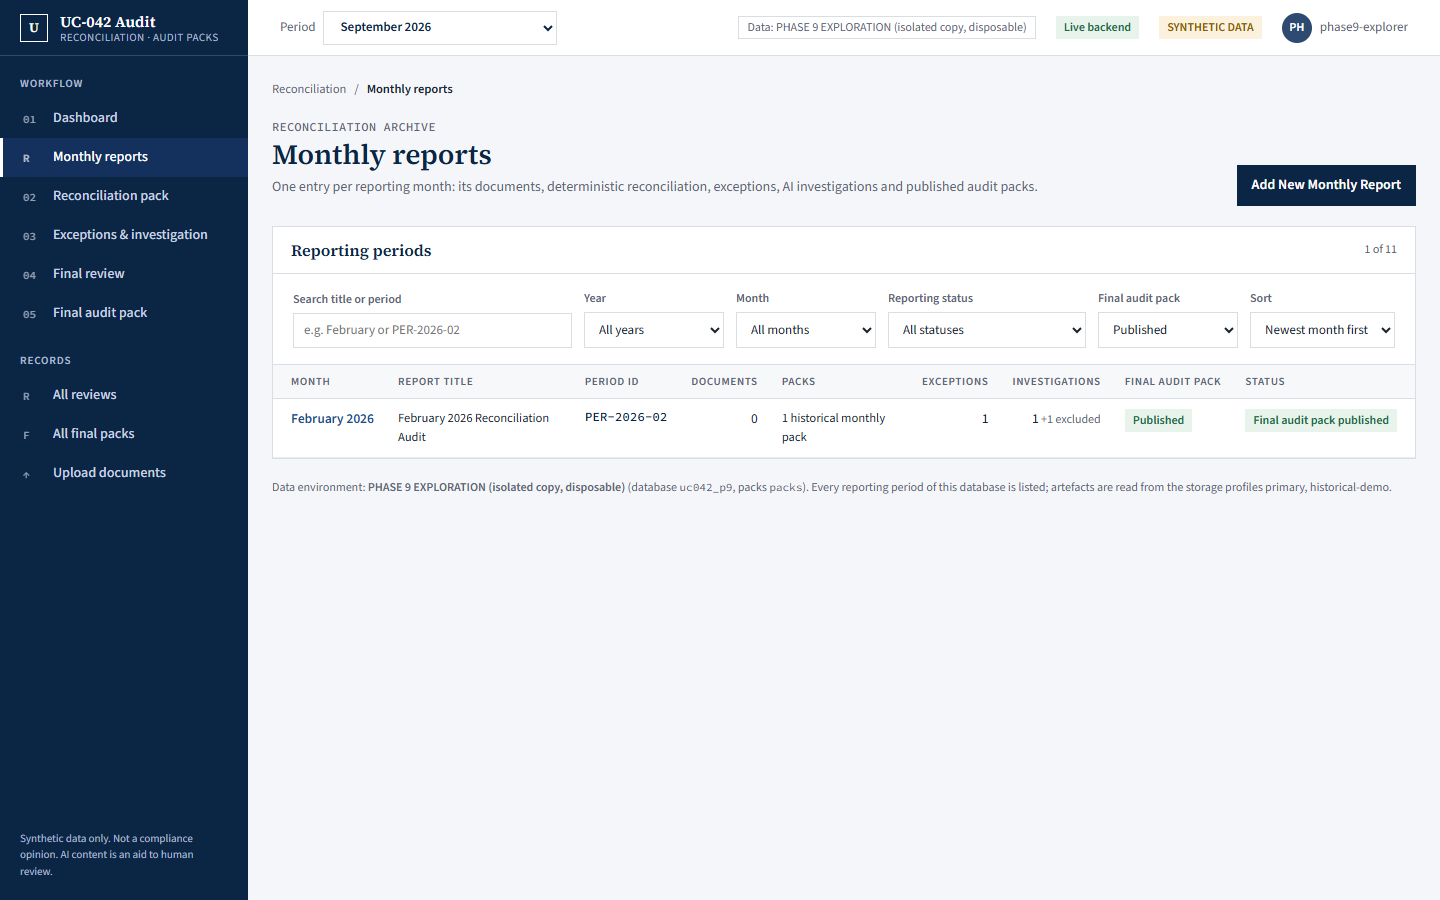 U
UC-042 Audit
RECONCILIATION · AUDIT PACKS
WORKFLOW
01 Dashboard
R Monthly reports
02 Reconciliation pack
03 Exceptions & investigation
04 Final review
05 Final audit pack
RECORDS
R All reviews
F All final packs
↑ Upload documents
Synthetic data only. Not a compliance
opinion. AI content is an aid to human
review.
Period September 2026
Data: PHASE 9 EXPLORATION (isolated copy, disposable)
Live backend
SYNTHETIC DATA
PH phase9-explorer
Reconciliation / Monthly reports
RECONCILIATION ARCHIVE
Monthly reports
One entry per reporting month: its documents, deterministic reconciliation, exceptions, AI investigations and published audit packs.
Add New Monthly Report
Reporting periods
1 of 11
Search title or period
e.g. February or PER-2026-02
Year
All years
Month
All months
Reporting status
All statuses
Final audit pack
Published
Sort
Newest month first
MONTH REPORT TITLE PERIOD ID DOCUMENTS PACKS EXCEPTIONS INVESTIGATIONS FINAL AUDIT PACK STATUS
February 2026 February 2026 Reconciliation PER-2026-02 0 1 historical monthly 1 1 +1 excluded Published Final audit pack published
Audit pack
Data environment: PHASE 9 EXPLORATION (isolated copy, disposable) (database uc042_p9, packs packs). Every reporting period of this database is listed; artefacts are read from the storage profiles primary, historical-demo.